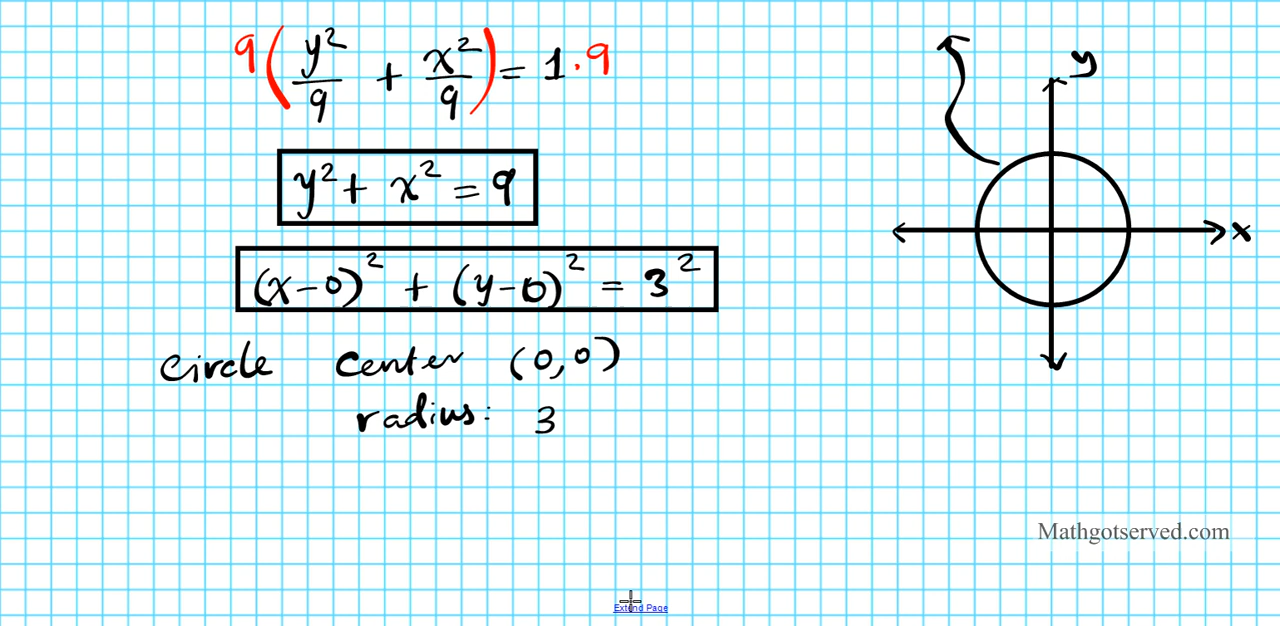 9(y²/9 + x²/9) = 1·9
y² + x² = 9
(x-0)² + (y-0)² = 3²
Circle Center (0,0)
radius: 3
y
x
Mathgotserved.com
Extend Page